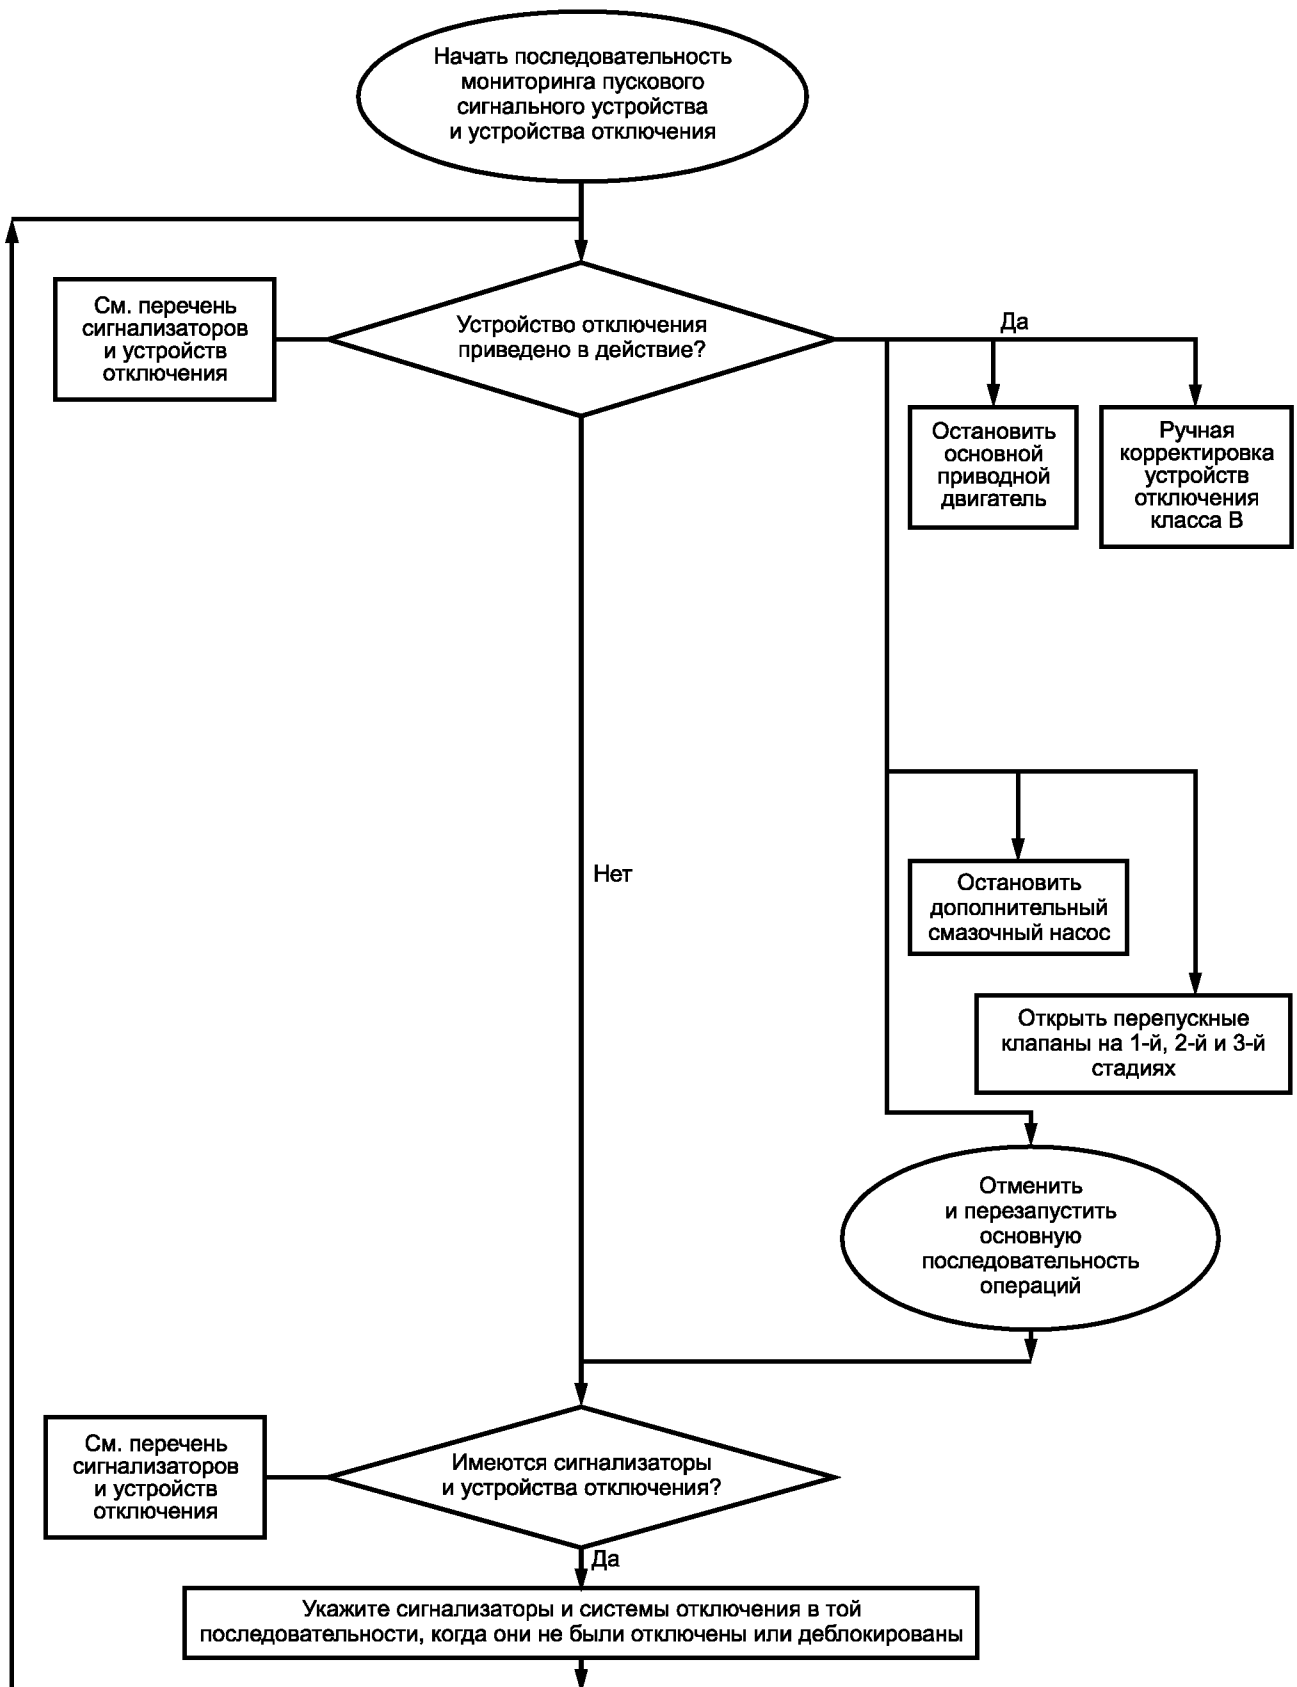 Начать последовательность
мониторинга пускового
сигнального устройства
и устройства отключения
См. перечень
сигнализаторов
и устройств
отключения
Устройство отключения
приведено в действие?
Да
Остановить
основной
приводной
двигатель
Ручная
корректировка
устройств
отключения
класса В
Нет
Остановить
дополнительный
смазочный насос
Открыть перепускные
клапаны на 1-й, 2-й и 3-й
стадиях
Отменить
и перезапустить
основную
последовательность
операций
См. перечень
сигнализаторов
и устройств
отключения
Имеются сигнализаторы
и устройства отключения?
Да
Укажите сигнализаторы и системы отключения в той
последовательности, когда они не были отключены или деблокированы